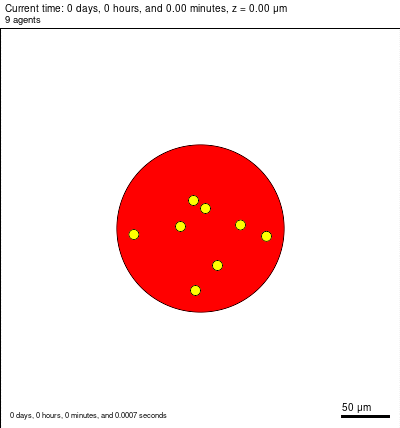 Current time: 0 days, 0 hours, and 0.00 minutes, z = 0.00 µm
9 agents
50 µm
0 days, 0 hours, 0 minutes, and 0.0007 seconds